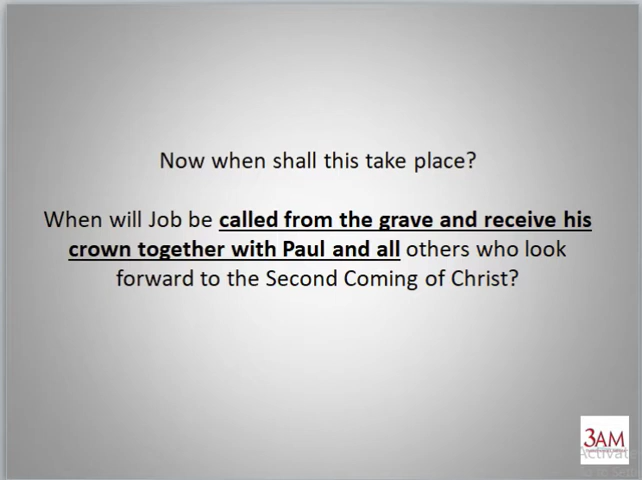 Now when shall this take place?
When will Job be called from the grave and receive his
crown together with Paul and all others who look
forward to the Second Coming of Christ?
3AM
Activate